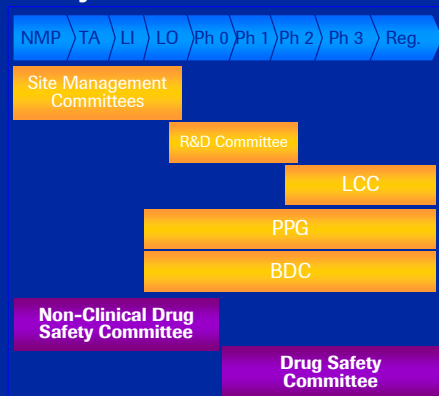 NMP TA LI LO Ph 0 Ph 1 Ph 2 Ph 3 Reg.
Site Management
Committees
R&D Committee
LCC
PPG
BDC
Non-Clinical Drug
Safety Committee
Drug Safety
Committee